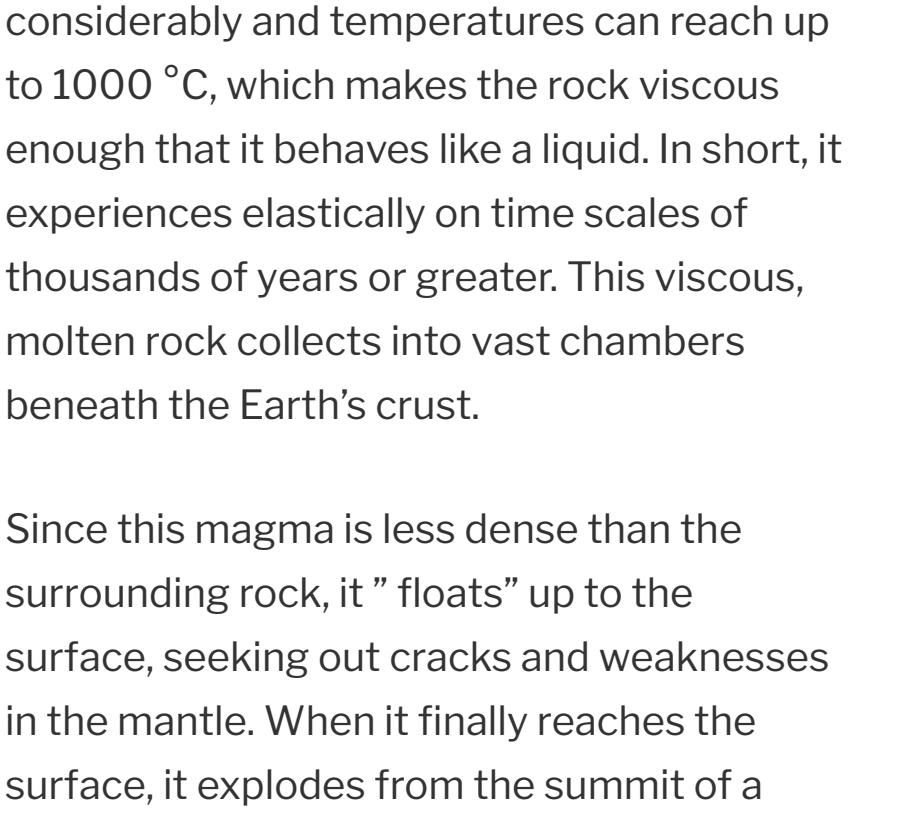 considerably and temperatures can reach up
to 1000 °C, which makes the rock viscous
enough that it behaves like a liquid. In short, it
experiences elastically on time scales of
thousands of years or greater. This viscous,
molten rock collects into vast chambers
beneath the Earth’s crust.
Since this magma is less dense than the
surrounding rock, it ” floats” up to the
surface, seeking out cracks and weaknesses
in the mantle. When it finally reaches the
surface, it explodes from the summit of a